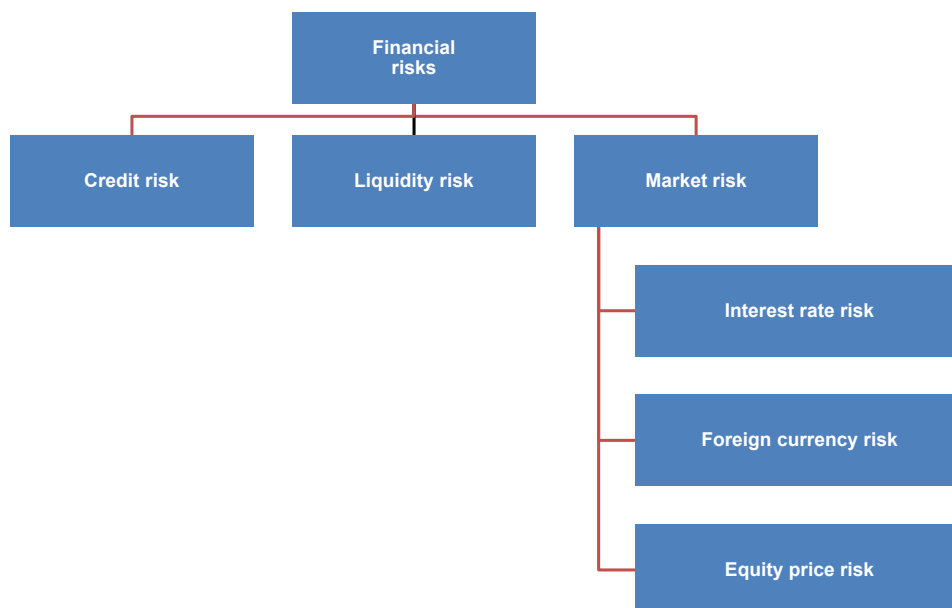 Financial
risks
Credit risk
Liquidity risk
Market risk
Interest rate risk
Foreign currency risk
Equity price risk